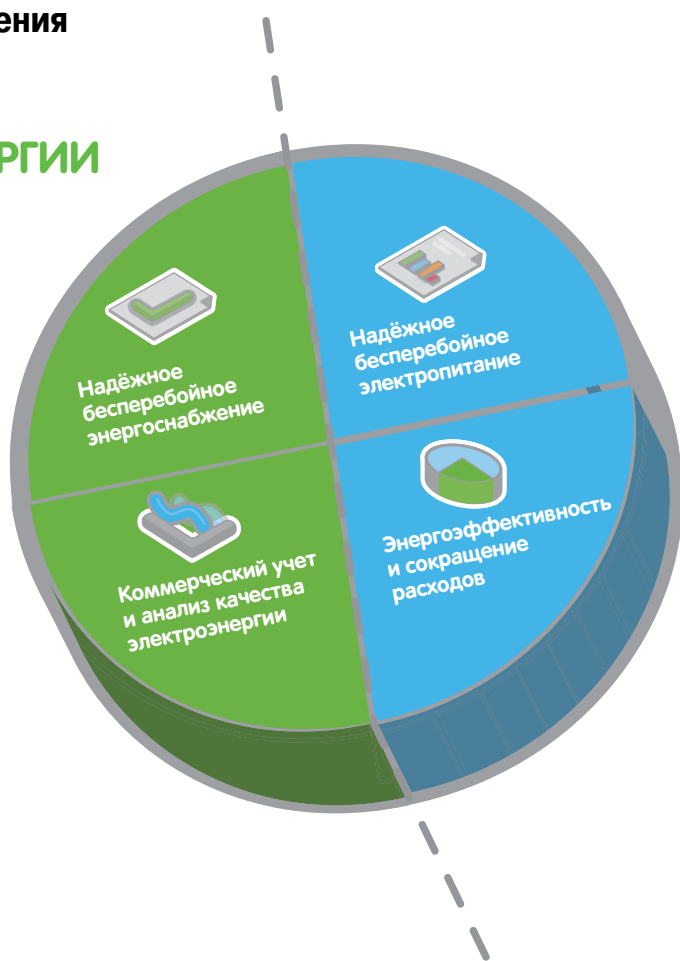 ения
РГИИ
Надёжное
бесперебойное
энергоснабжение
Надёжное
бесперебойное
электропитание
Коммерческий учет
и анализ качества
электроэнергии
Энергоэффективность
и сокращение
расходов